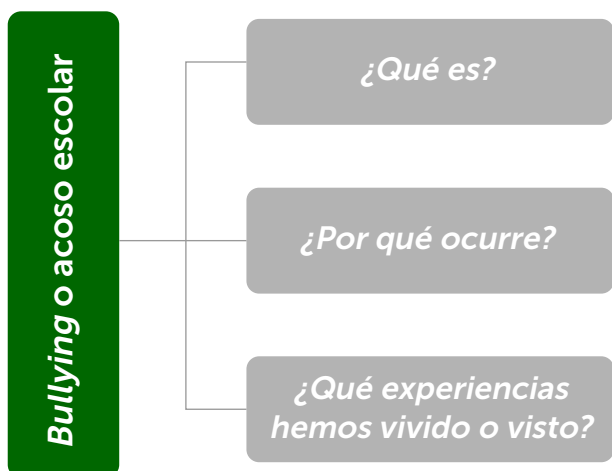 Bullying o acoso escolar
¿Qué es?
¿Por qué ocurre?
¿Qué experiencias
hemos vivido o visto?